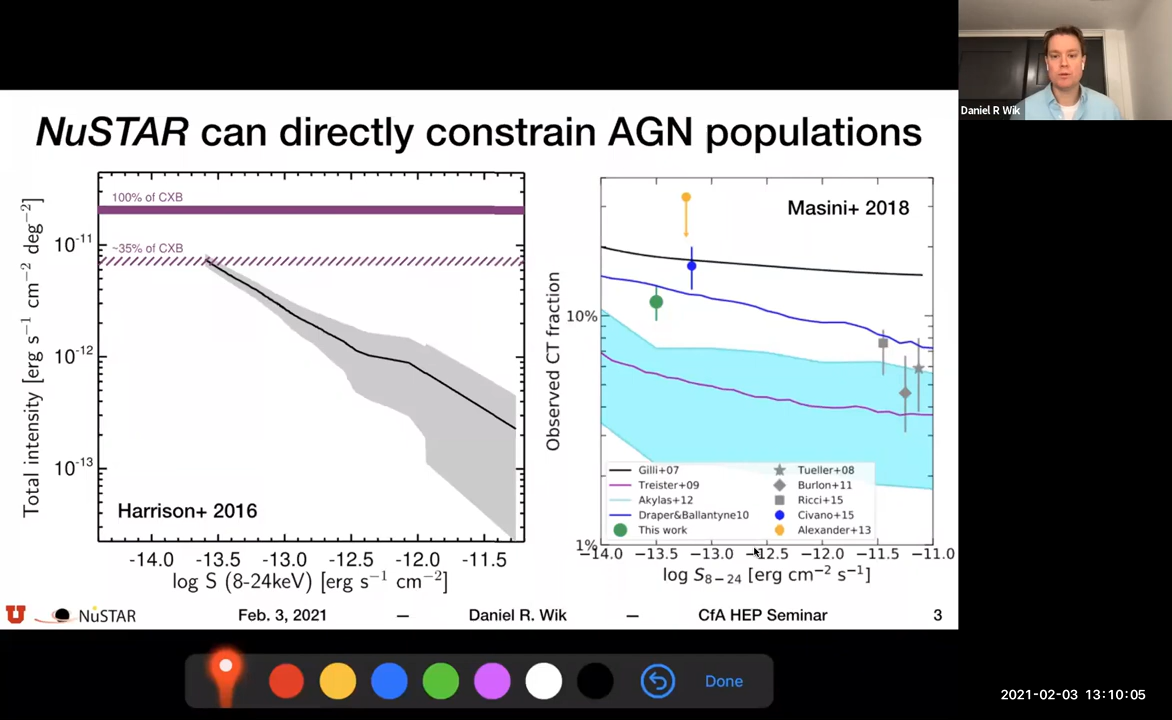 Daniel R Wik
NuSTAR can directly constrain AGN populations
100% of CXB
~35% of CXB
Total intensity [erg s⁻¹ cm⁻² deg⁻²]
10⁻¹¹
10⁻¹²
10⁻¹³
Harrison+ 2016
-14.0 -13.5 -13.0 -12.5 -12.0 -11.5
log S (8-24keV) [erg s⁻¹ cm⁻²]
Masini+ 2018
Observed CT fraction
10%
1%
Gilli+07
Treister+09
Akylas+12
Draper&Ballantyne10
This work
Tueller+08
Burlon+11
Ricci+15
Civano+15
Alexander+13
−14.0 −13.5 −13.0 −12.5 −12.0 −11.5 −11.0
log S₈₋₂₄ [erg cm⁻² s⁻¹]
U NuSTAR Feb. 3, 2021 — Daniel R. Wik — CfA HEP Seminar 3
Done
2021-02-03 13:10:05